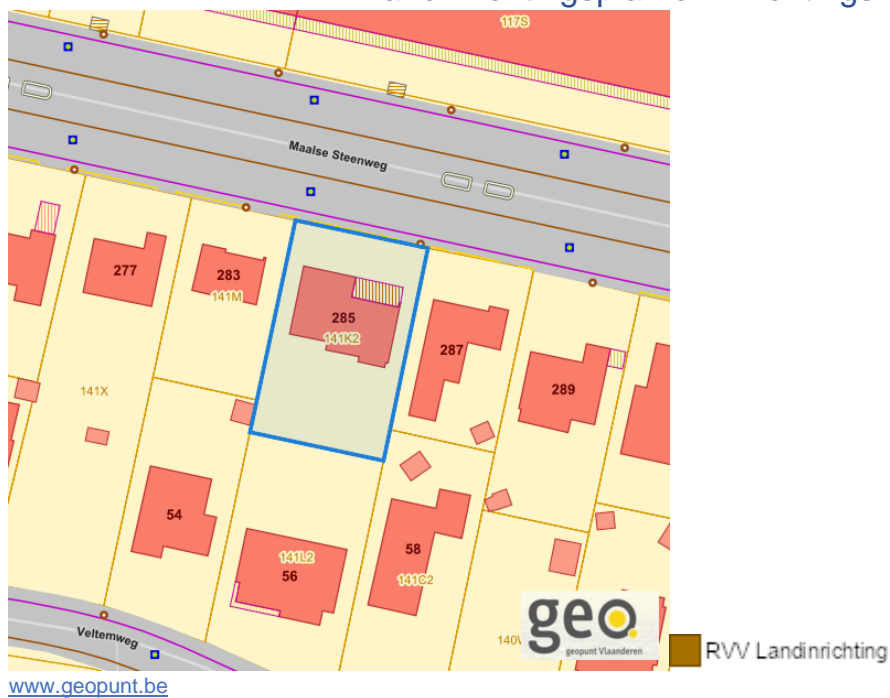 117S
Maalse Steenweg
277
283
141M
285
141K2
287
289
141X
54
141L2
56
58
141C2
Veltemweg
geo
geopunt Vlaanderen
RVV Landinrichting
www.geopunt.be